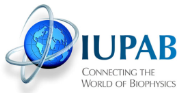 IUPAB
CONNECTING THE
WORLD OF BIOPHYSICS